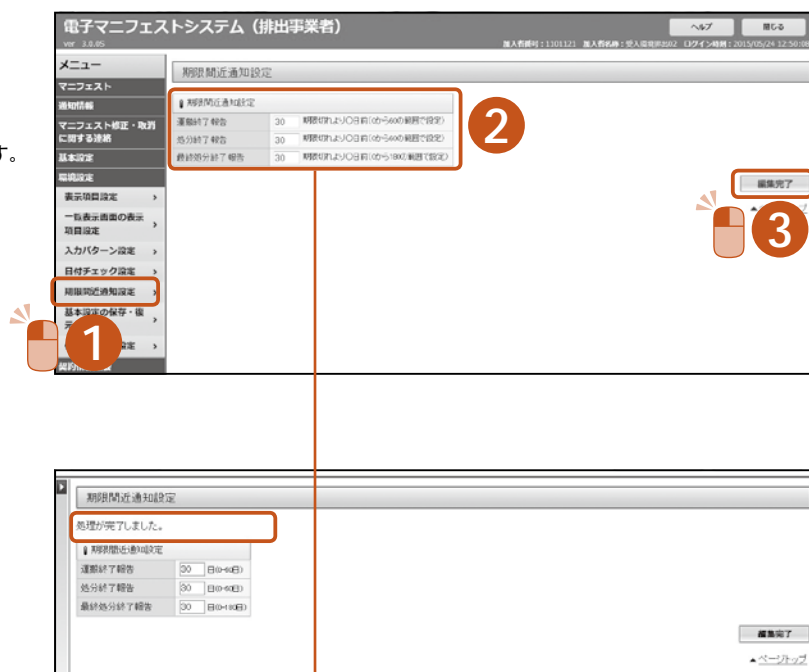 電子マニフェストシステム（排出事業者）
ヘルプ
閉じる
ver 3.0.05
加入者番号：1101121 加入者名称：受入環境排出02 ログイン時間：2015/05/24 12:50:08
メニュー
期限間近通知設定
マニフェスト
通知情報
マニフェスト修正・取消に関する連絡
基本設定
環境設定
表示項目設定
一覧表示画面の表示項目設定
入力パターン設定
日付チェック設定
期限間近通知設定
基本設定の保存・復
期限間近通知設定
運搬終了報告 30 期限切れより〇日前(0から60の範囲で設定)
処分終了報告 30 期限切れより〇日前(0から60の範囲で設定)
最終処分終了報告 30 期限切れより〇日前(0から180の範囲で設定)
2
編集完了
3
1
す。
期限間近通知設定
処理が完了しました。
期限間近通知設定
運搬終了報告 30 日(0-60日)
処分終了報告 30 日(0-60日)
最終処分終了報告 30 日(0-180日)
編集完了
▲ページトップ